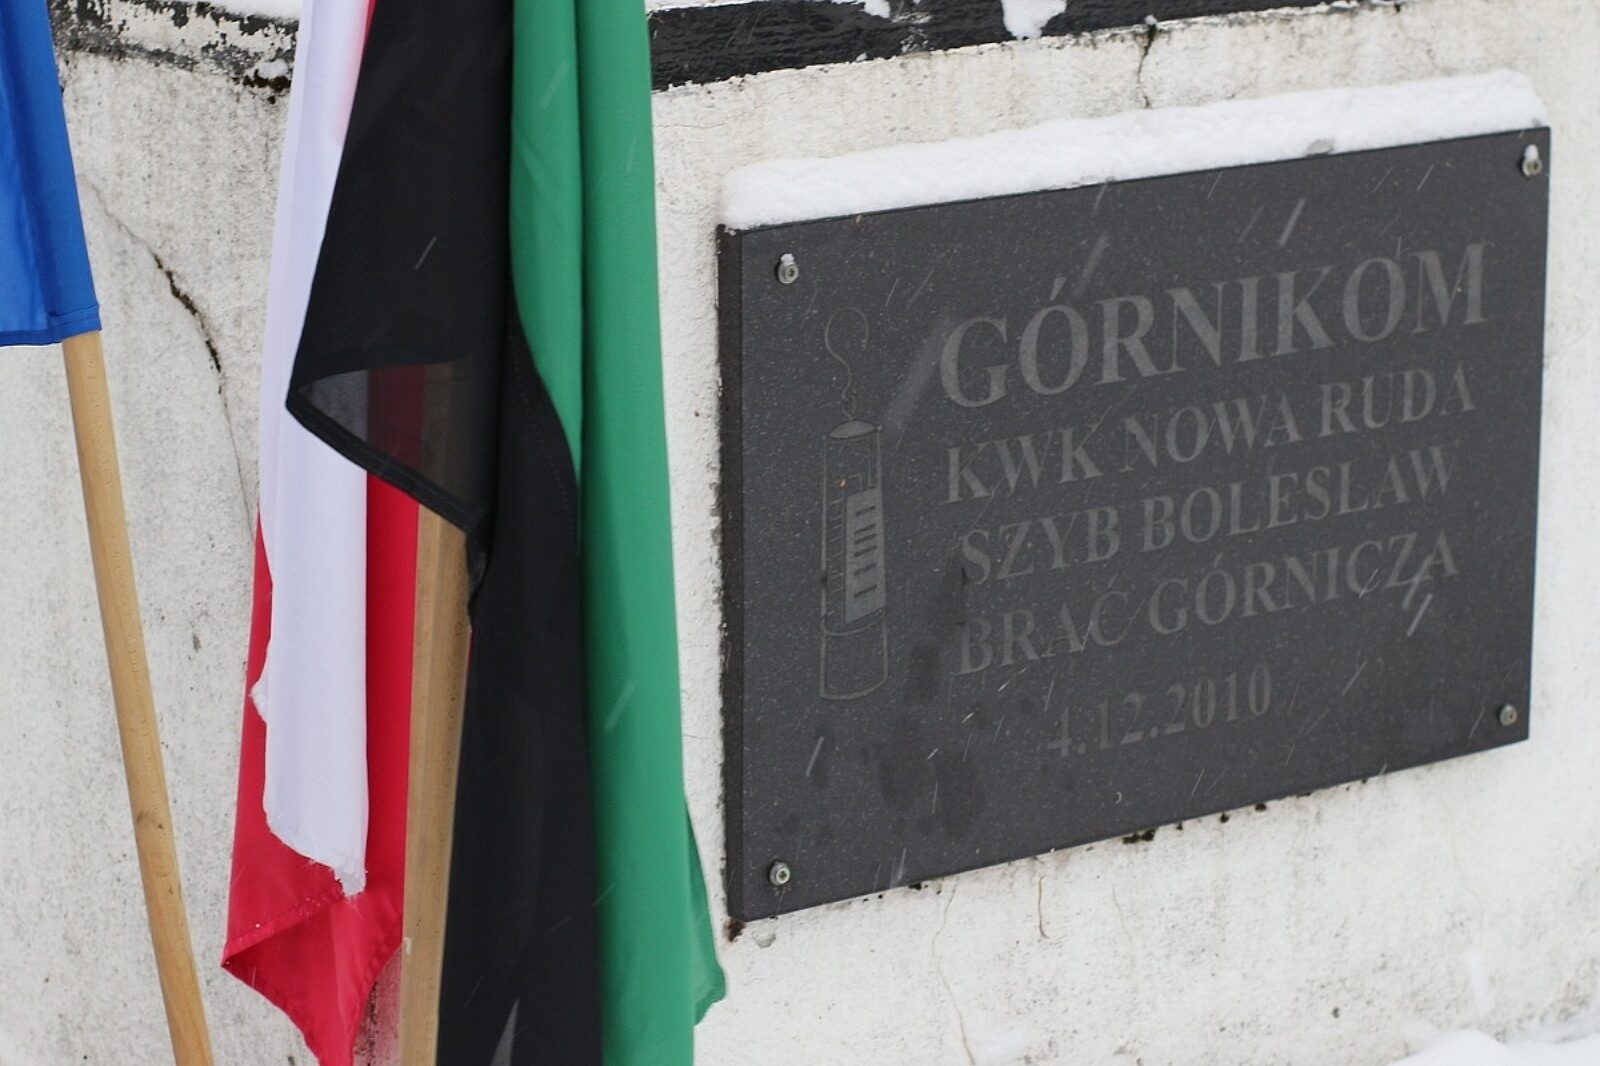 GÓRNIKOM
KWK NOWA RUDA
SZYB BOLESŁAW
BRAĆ GÓRNICZA
4.12.2010